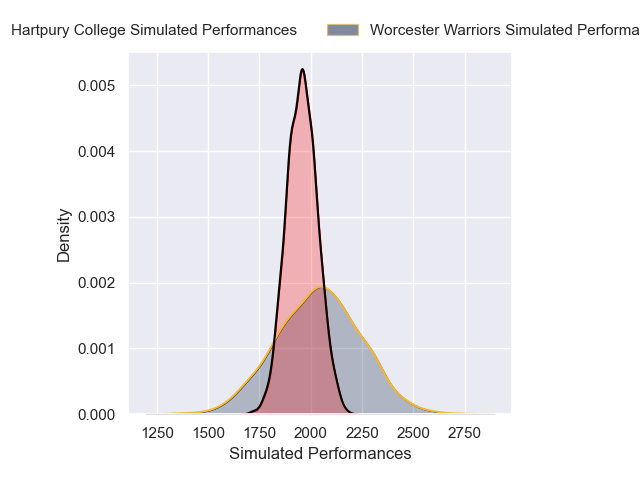 Hartpury College Simulated Performances
Worcester Warriors Simulated Performa
0.005
0.004
0.003
0.002
0.001
0.000
Density
1250 1500 1750 2000 2250 2500 2750
Simulated Performances